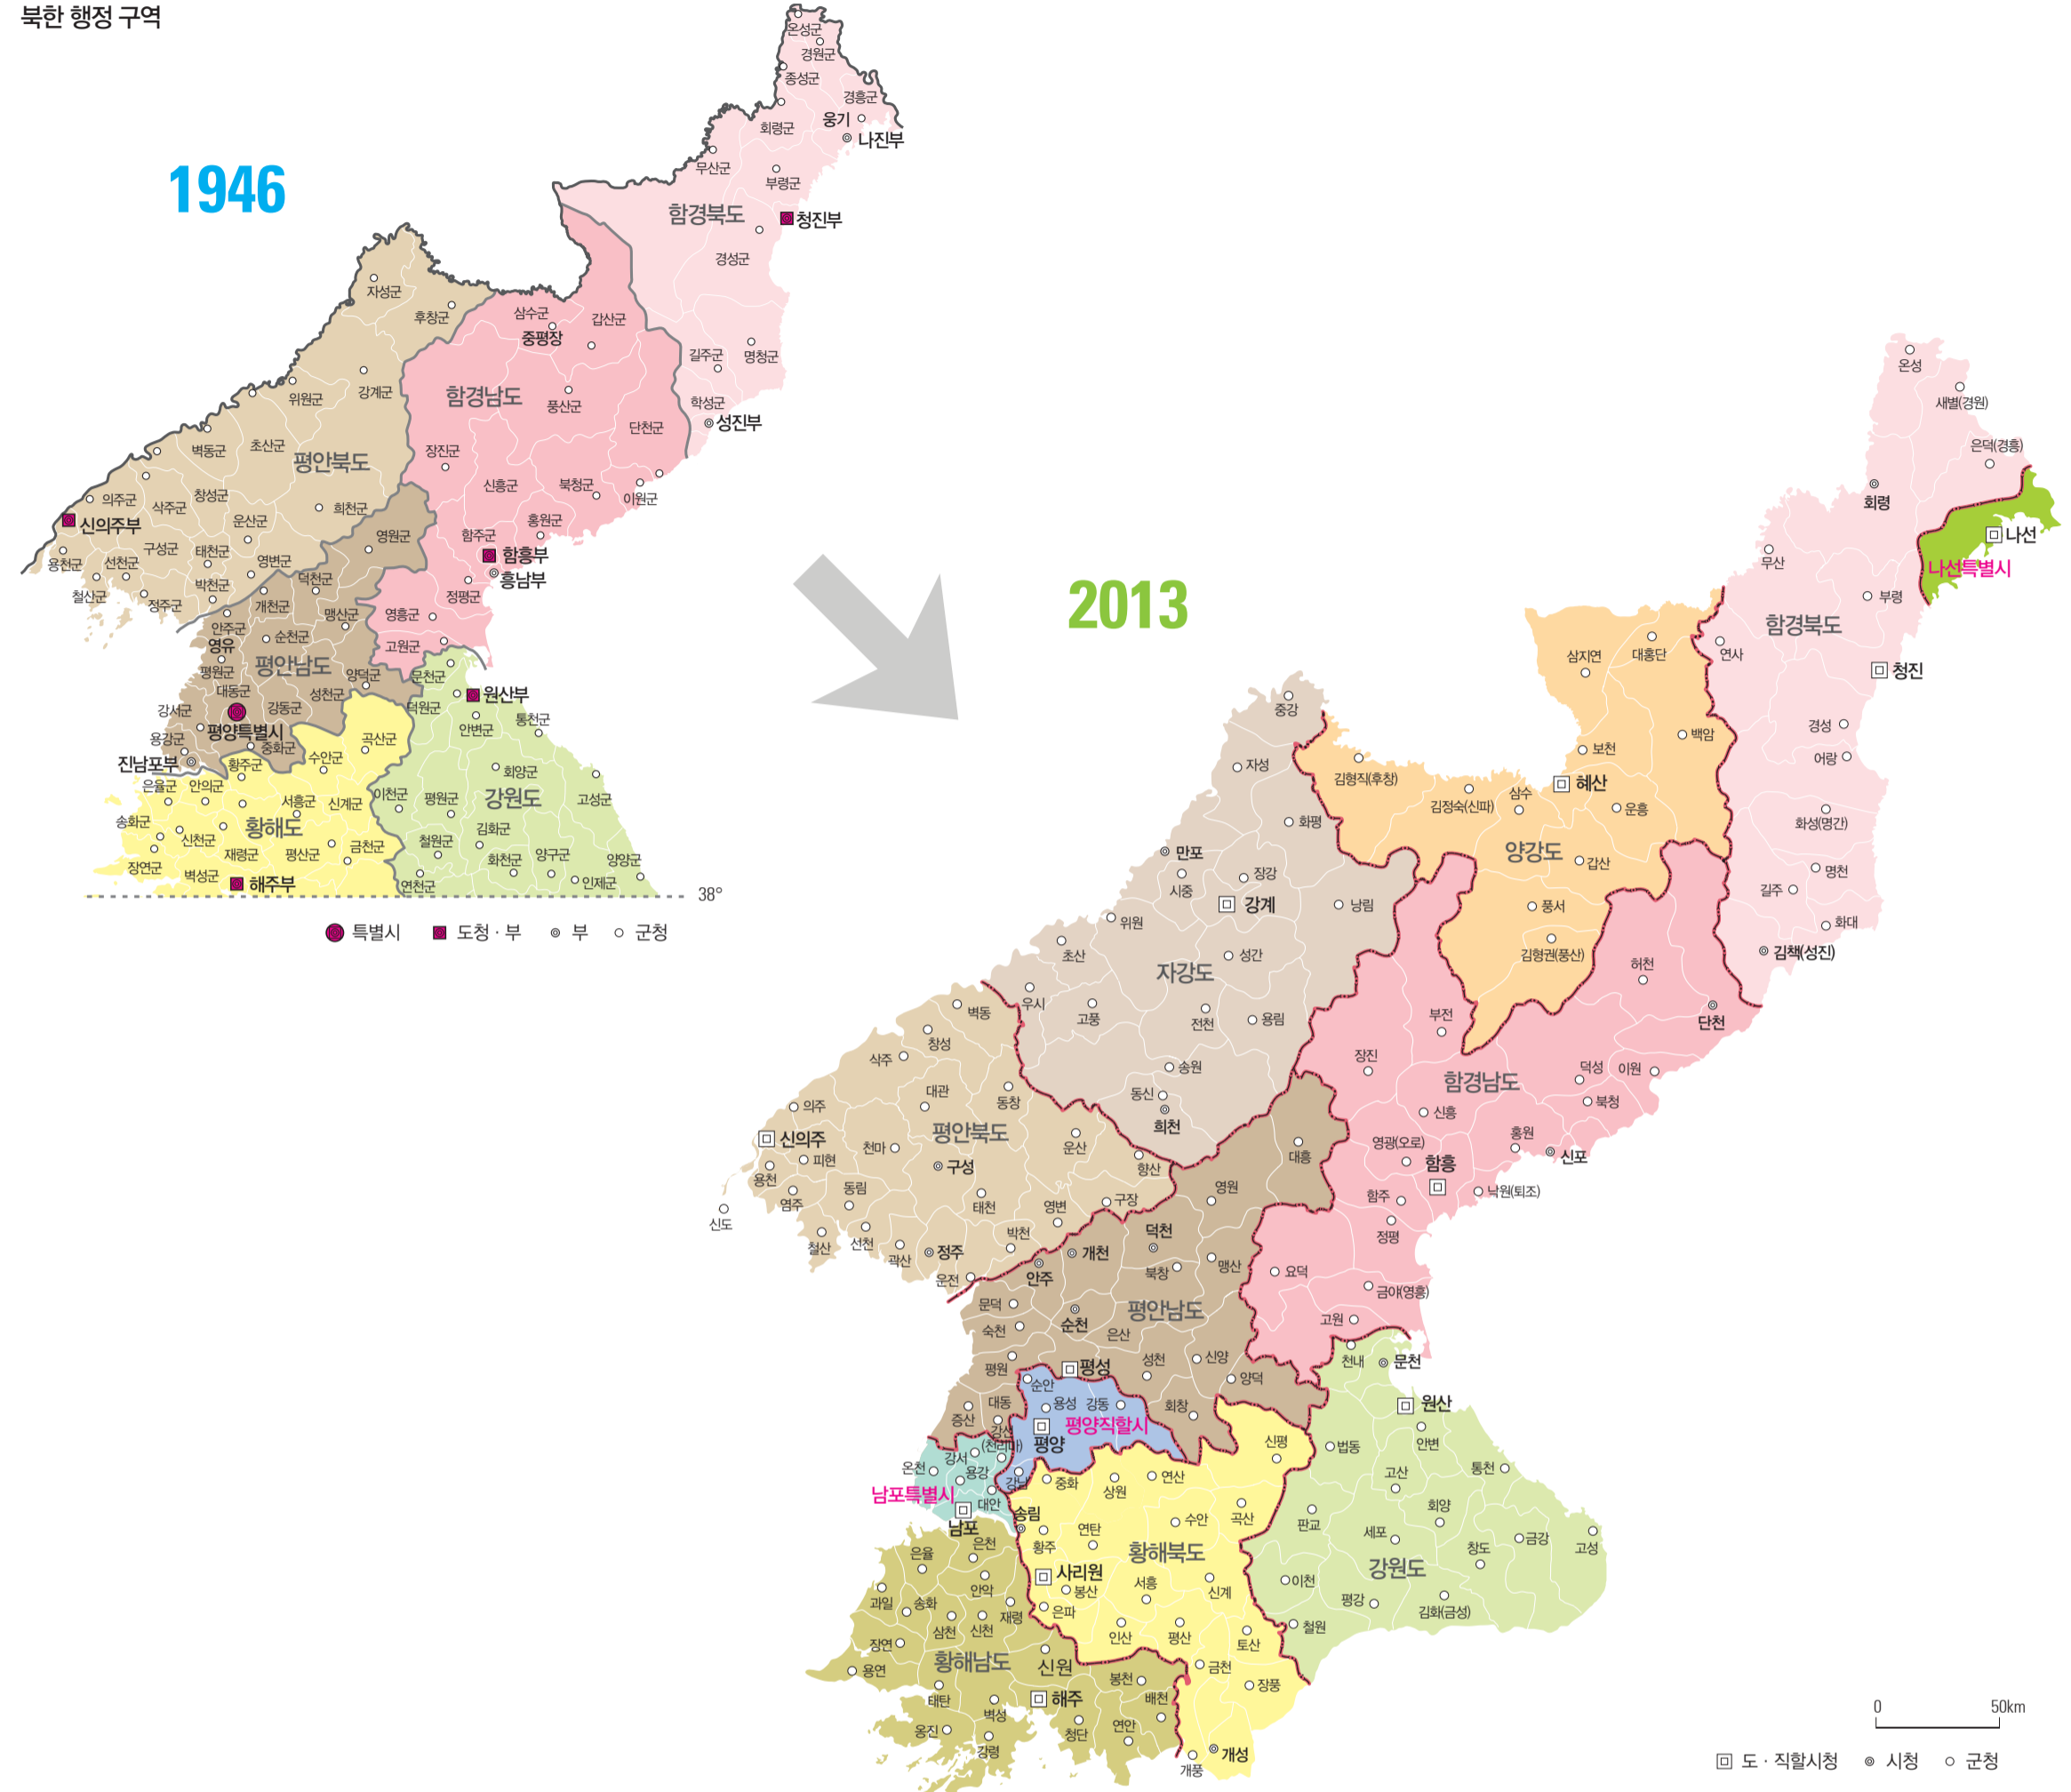 북한 행정 구역
1946
온성군
경원군
종성군
경흥군
웅기
회령군
나진부
무산군
부령군
함경북도
청진부
경성군
자성군
후창군
삼수군
갑산군
중평장
길주군
명청군
위원군
강계군
함경남도
풍산군
학성군
성진부
단천군
벽동군
초산군
평안북도
장진군
의주군
삭주군
창성군
희천군
신흥군
북청군
이원군
신의주부
운산군
영원군
함주군
홍원군
용천군
선천군
구성군
태천군
영변군
함흥부
흥남부
철산군
정주군
박천군
덕천군
개천군
맹산군
정평군
영흥군
안주군
순천군
영유
고원군
평원군
평안남도
양덕군
문천군
대동군
성천군
원산부
강서군
강동군
덕원군
통천군
용강군
평양특별시
중화군
안변군
진남포부
황주군
수안군
곡산군
회양군
은율군
안의군
서흥군
신계군
이천군
평원군
강원도
고성군
송화군
신천군
황해도
김화군
장연군
재령군
평산군
금천군
철원군
화천군
양구군
양양군
벽성군
해주부
연천군
인제군
38°
특별시
도청 · 부
부
군청
2013
온성
새별(경원)
은덕(경흥)
회령
나선
나선특별시
무산
부령
함경북도
연사
청진
삼지연
대홍단
경성
어랑
중강
백암
보천
자성
김형직(후창)
혜산
김정숙(신파)
삼수
운흥
화성(명간)
화평
양강도
갑산
명천
만포
시중
장강
길주
강계
낭림
풍서
화대
위원
김형권(풍산)
김책(성진)
초산
성간
허천
자강도
우시
고풍
전천
용림
부전
단천
벽동
창성
삭주
송원
장진
덕성
이원
함경남도
대관
동창
동신
신흥
북청
의주
희천
신의주
천마
평안북도
운산
영광(오로)
홍원
신포
피현
구성
향산
대흥
함흥
용천
염주
동림
태천
영변
구장
영원
함주
낙원(퇴조)
신도
철산
선천
곽산
정주
박천
덕천
정평
운전
안주
개천
북창
맹산
요덕
금야(영흥)
문덕
평안남도
숙천
순천
은산
고원
평원
평성
성천
신양
천내
문천
순안
양덕
대동
용성
강동
회창
원산
증산
강선
(천리마)
평양직할시
평양
신평
법동
안변
온천
강서
용강
강남
중화
상원
연산
고산
통천
남포특별시
대안
송림
수안
곡산
회양
판교
남포
황주
연탄
세포
금강
고성
은율
은천
황해북도
창도
강원도
사리원
봉산
서흥
신계
이천
과일
송화
안악
재령
은파
평강
김화(금성)
삼천
신천
인산
평산
토산
철원
장연
황해남도
신원
용연
봉천
금천
장풍
태탄
벽성
해주
배천
옹진
강령
청단
연안
개풍
개성
0 50km
도 · 직할시청
시청
군청